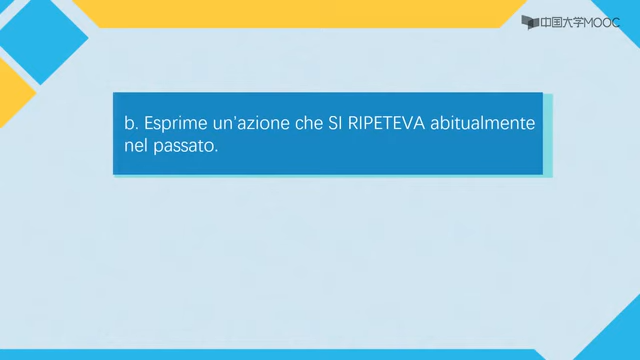 中国大学MOOC
b. Esprime un'azione che SI RIPETEVA abitualmente
nel passato.